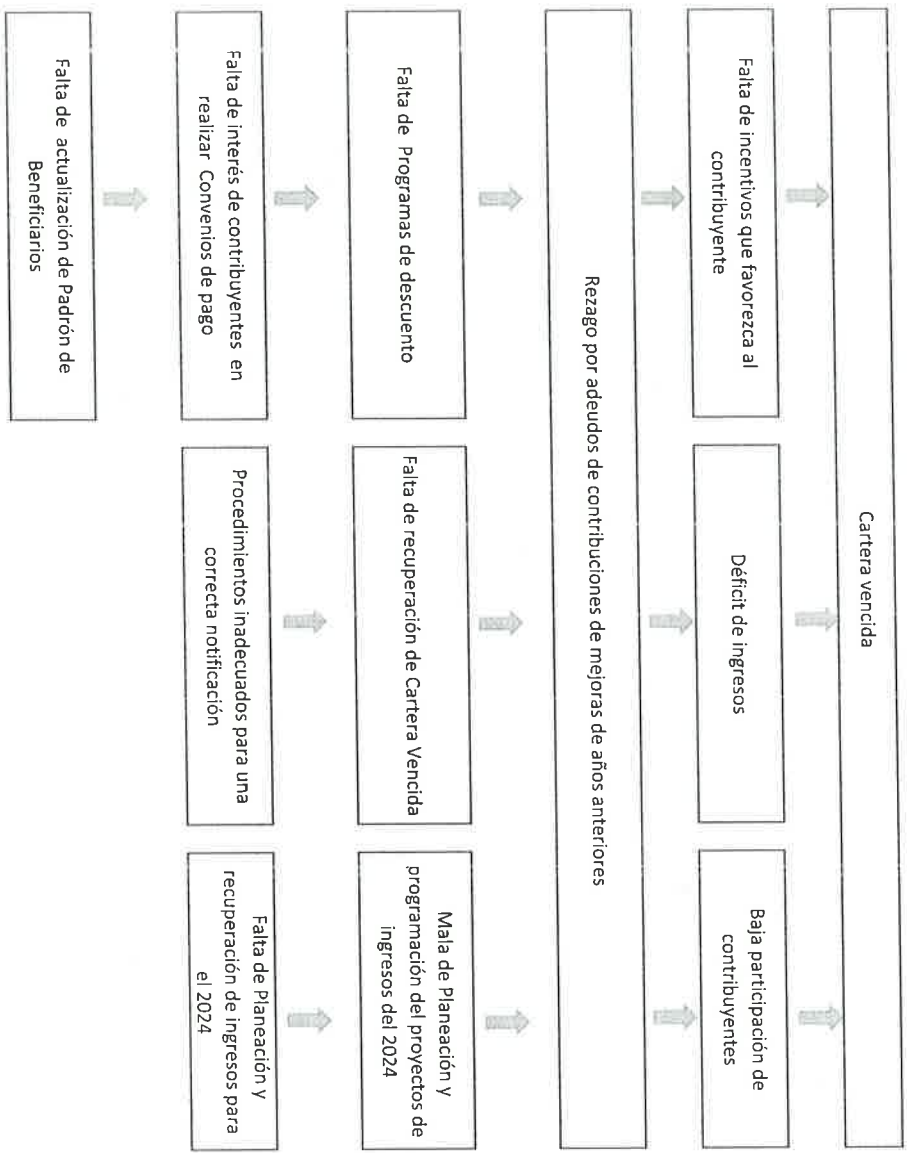 Cartera vencida
Falta de incentivos que favorezca al
contribuyente
Déficit de ingresos
Baja participación de
contribuyentes
Rezago por adeudos de contribuciones de mejoras de años anteriores
Falta de Programas de descuento
Falta de recuperación de Cartera Vencida
Mala de Planeación y
programación del proyectos de
ingresos del 2024
Falta de interés de contribuyentes en
realizar Convenios de pago
Procedimientos inadecuados para una
correcta notificación
Falta de Planeación y
recuperación de ingresos para
el 2024
Falta de actualización de Padrón de
Beneficiarios